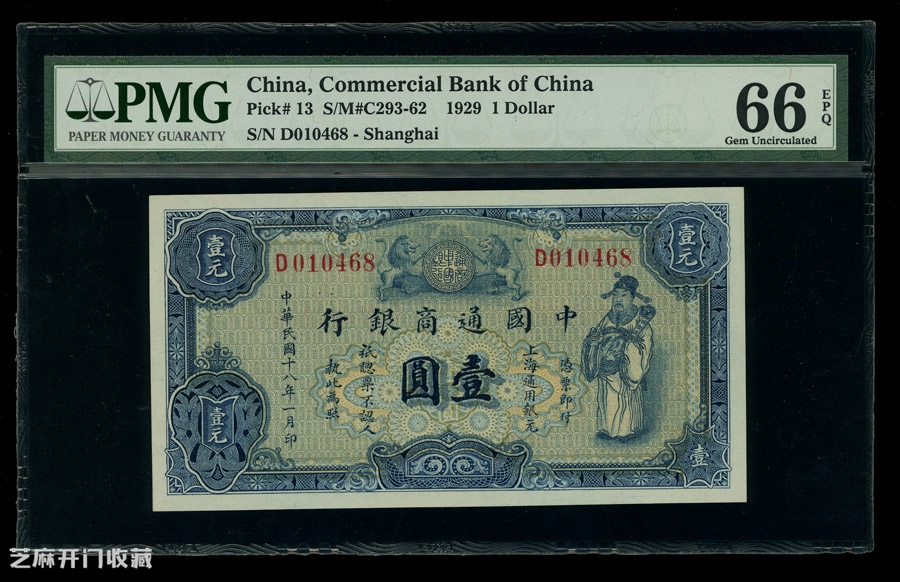 PMG
PAPER MONEY GUARANTY
China, Commercial Bank of China
Pick# 13 S/M#C293-62 1929 1 Dollar
S/N D010468 - Shanghai
66
EPQ
Gem Uncirculated
壹元
壹元
D010468
D010468
行銀商通國中
圓壹
憑票即付
上海通用銀元
祇認票不認人
執此為照
中華民國十八年一月印
壹元
壹
芝麻开门收藏